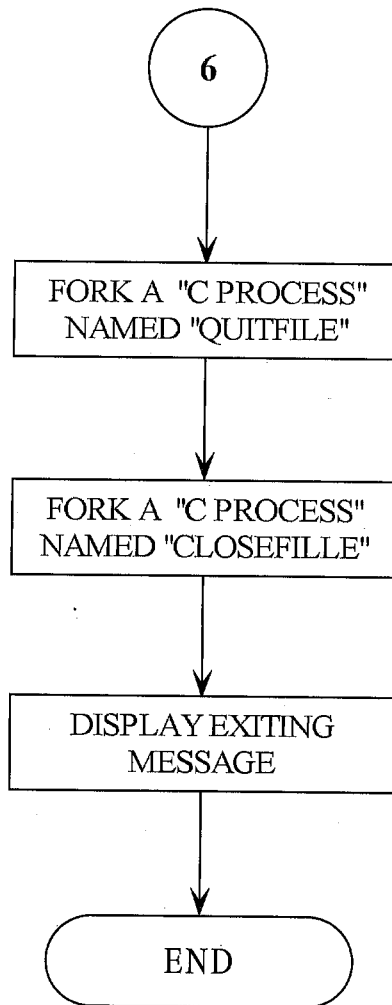 6
FORK A "C PROCESS"
NAMED "QUITFILE"
FORK A "C PROCESS"
NAMED "CLOSEFILLE"
DISPLAY EXITING
MESSAGE
END